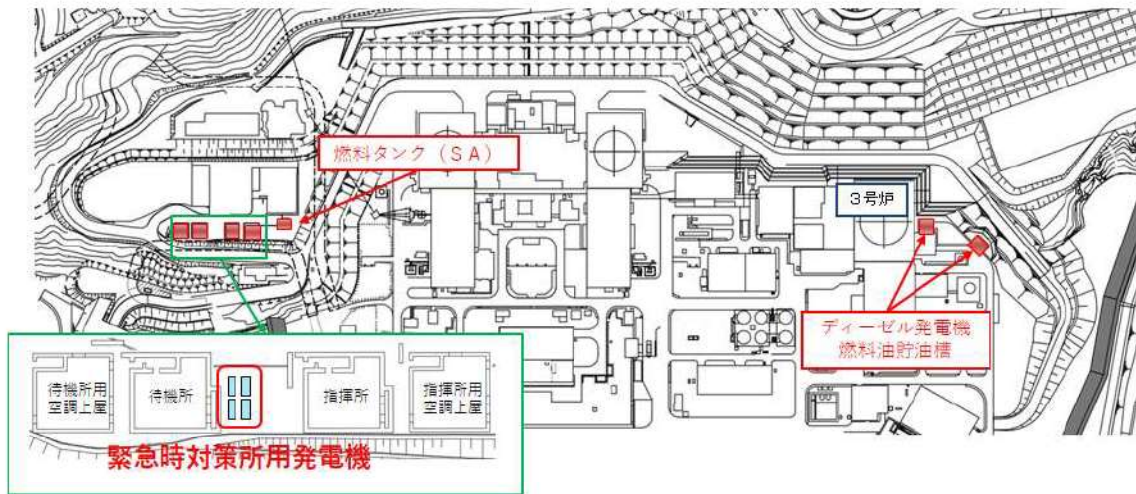 燃料タンク（ＳＡ）
３号炉
ディーゼル発電機
燃料油貯油槽
待機所用
空調上屋
待機所
指揮所
指揮所用
空調上屋
緊急時対策所用発電機